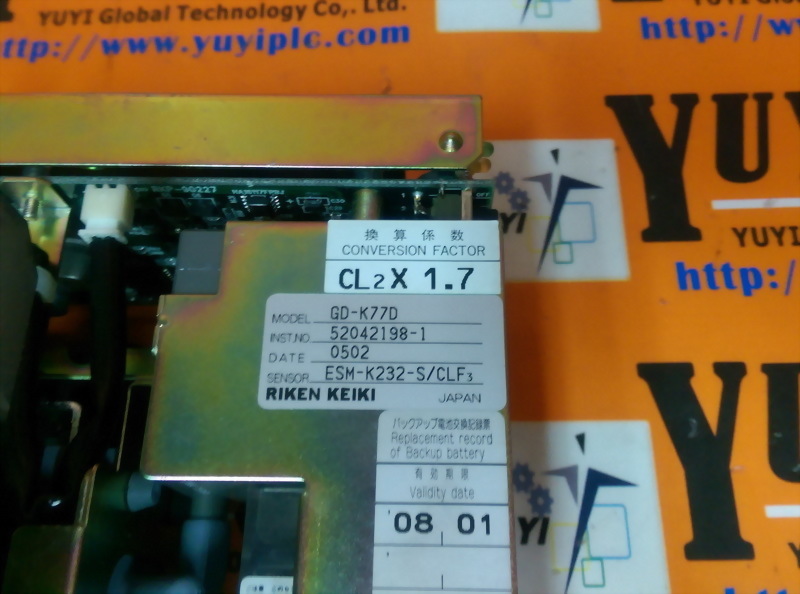 YUYI Global Technology Co,. Ltd.
http://www.yuyiplc.com
http://w
YUYI
YUYI
http:/
YI
YU
YI
換算係数
CONVERSION FACTOR
CL2X 1.7
MODEL GD-K77D
INST.NO. 52042198-1
DATE 0502
SENSOR ESM-K232-S/CLF3
RIKEN KEIKI JAPAN
バックアップ電池交換記録票
Replacement record
of Backup battery
有効期限
Validity date
08 01